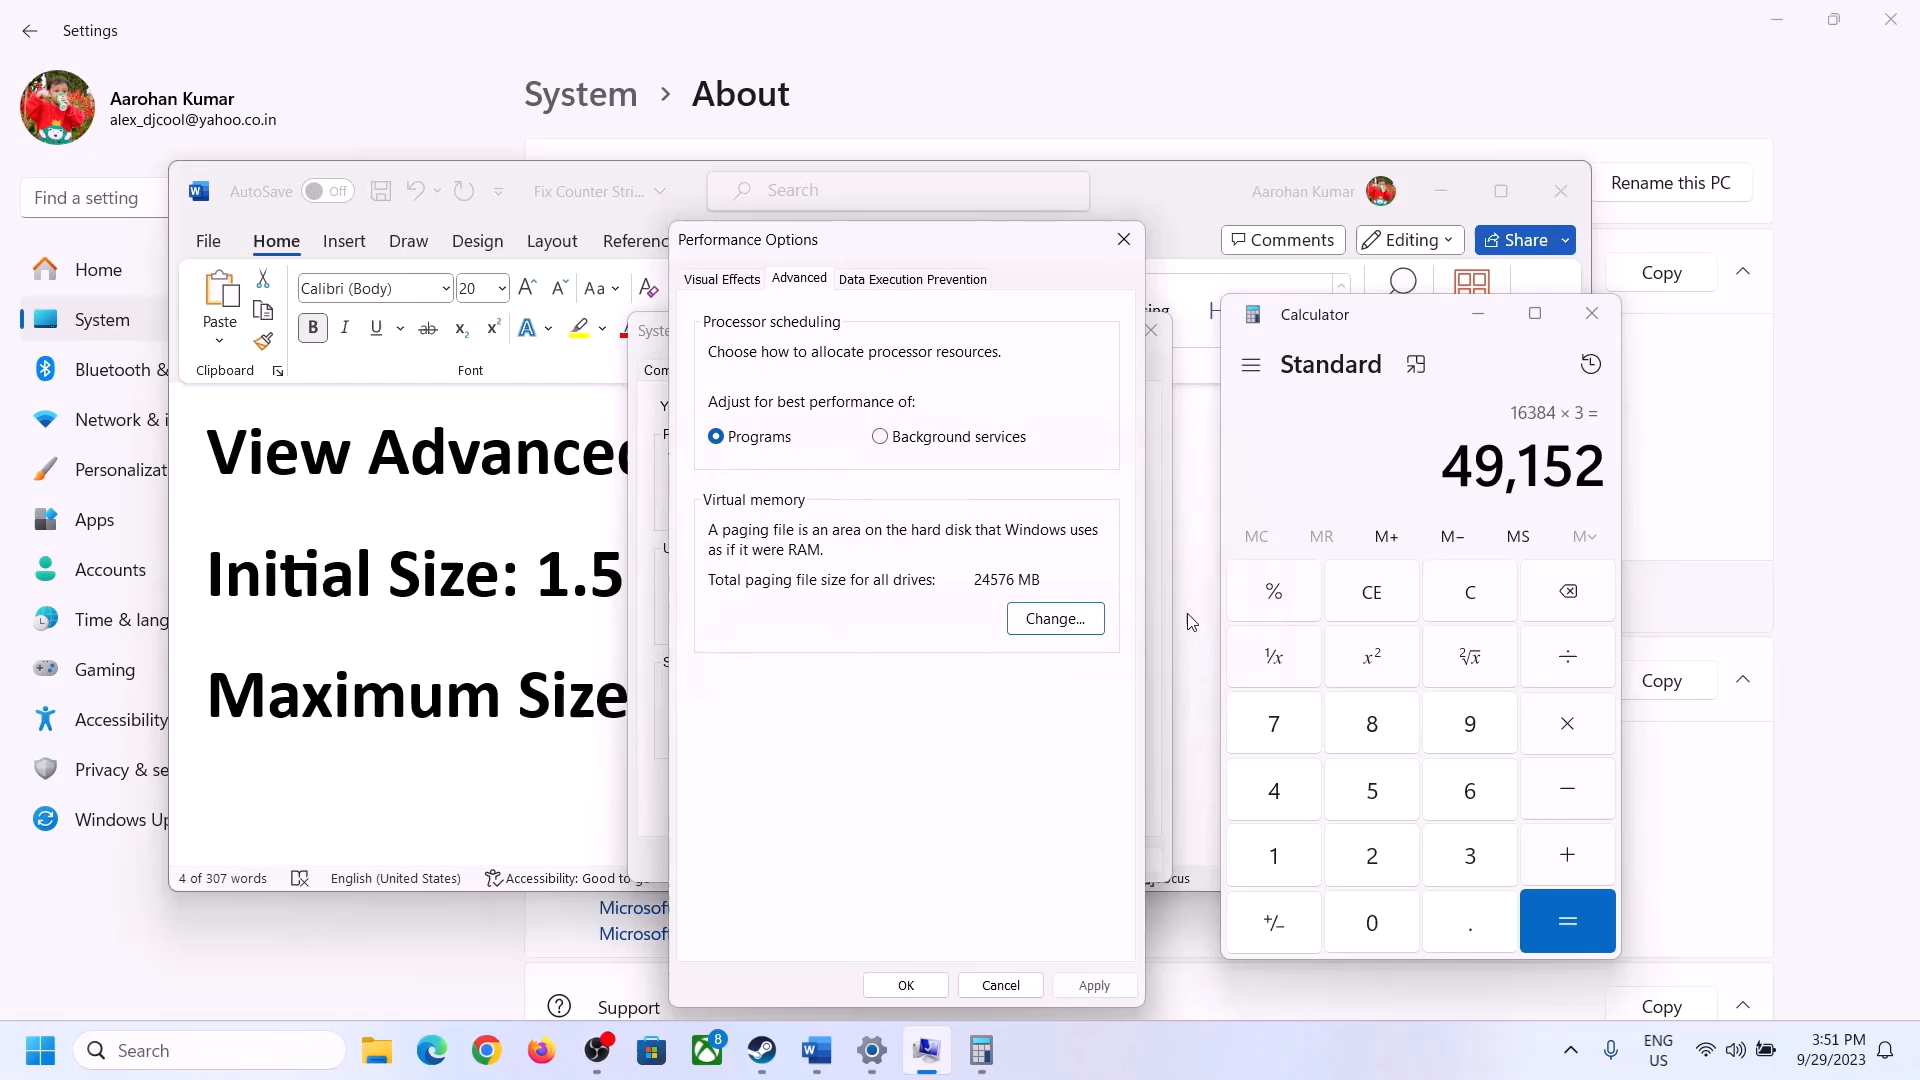 Settings
Aarohan Kumar
alex_djcool@yahoo.co.in
Find a setting
Home
System
Bluetooth &
Network & i
Personalizat
Apps
Accounts
Time & lang
Gaming
Accessibility
Privacy & se
Windows Up
System > About
Rename this PC
Copy
Copy
Copy
Support
Microsof
Microsof
AutoSave Off
Fix Counter Stri...
Search
Aarohan Kumar
File Home Insert Draw Design Layout Referenc
Comments Editing Share
Paste
Calibri (Body) 20
Clipboard
Font
View Advanced
Initial Size: 1.5
Maximum Size
4 of 307 words
English (United States)
Accessibility: Good to
Syste
Com
Performance Options
Visual Effects Advanced Data Execution Prevention
Processor scheduling
Choose how to allocate processor resources.
Adjust for best performance of:
Programs Background services
Virtual memory
A paging file is an area on the hard disk that Windows uses
as if it were RAM.
Total paging file size for all drives: 24576 MB
Change...
OK Cancel Apply
Calculator
Standard
16384 × 3 =
49,152
MC MR M+ M− MS M
% CE C
¹/x x² ²√x ÷
7 8 9 ×
4 5 6 −
1 2 3 +
+/− 0 . =
Search
8
ENG
US
3:51 PM
9/29/2023